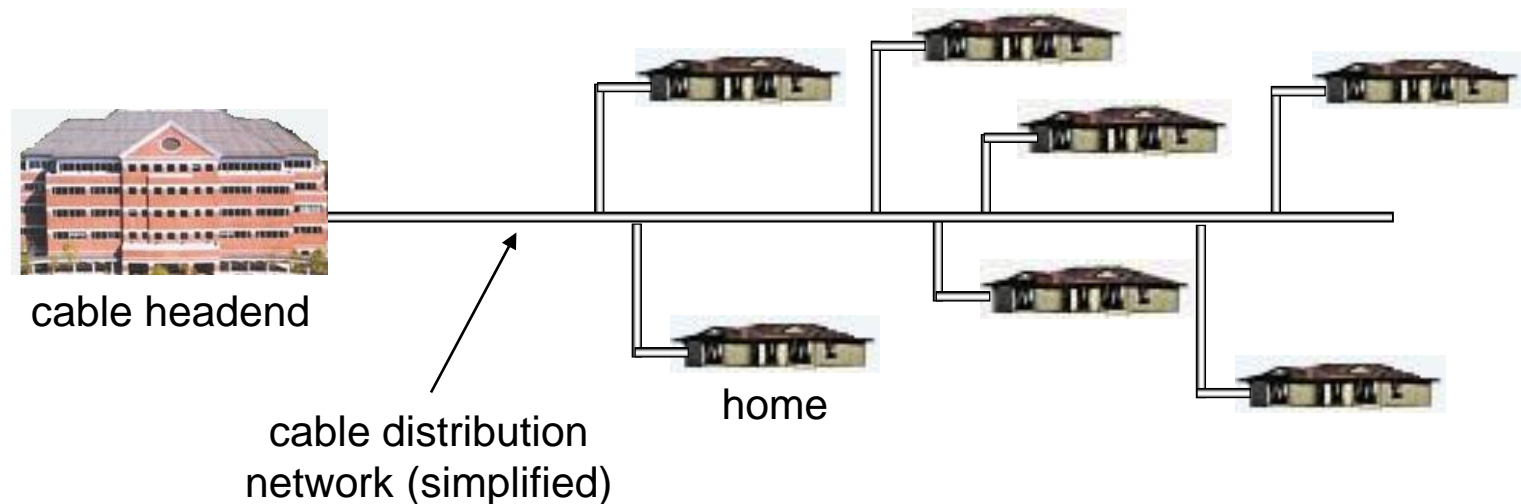 cable headend
home
cable distribution
network (simplified)